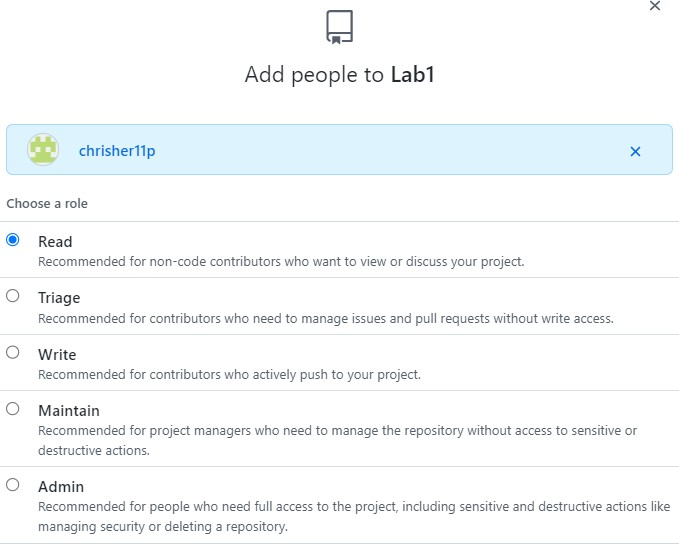 Add people to Lab1
chrisher11p
Choose a role
Read
Recommended for non-code contributors who want to view or discuss your project.
Triage
Recommended for contributors who need to manage issues and pull requests without write access.
Write
Recommended for contributors who actively push to your project.
Maintain
Recommended for project managers who need to manage the repository without access to sensitive or
destructive actions.
Admin
Recommended for people who need full access to the project, including sensitive and destructive actions like
managing security or deleting a repository.